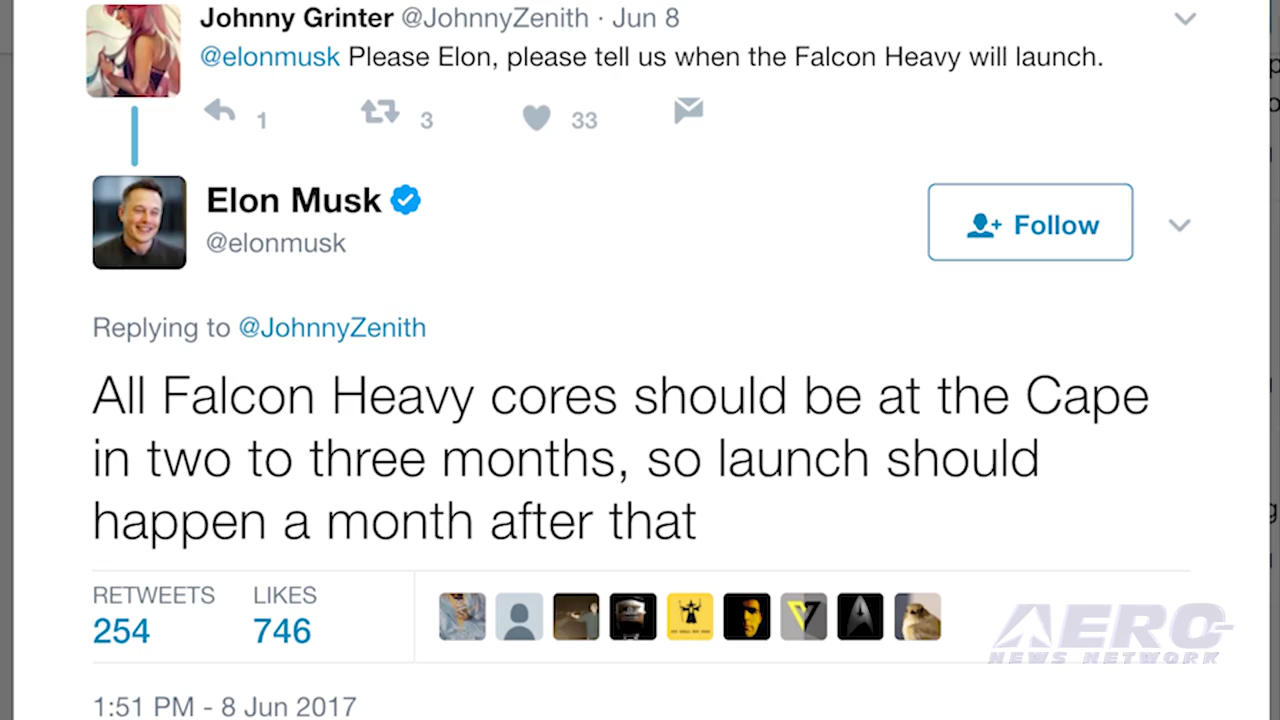 Johnny Grinter @JohnnyZenith · Jun 8
@elonmusk Please Elon, please tell us when the Falcon Heavy will launch.
1 3 33
Elon Musk
@elonmusk
Follow
Replying to @JohnnyZenith
All Falcon Heavy cores should be at the Cape
in two to three months, so launch should
happen a month after that
RETWEETS LIKES
254 746
AERO
NEWS NETWORK
1:51 PM - 8 Jun 2017